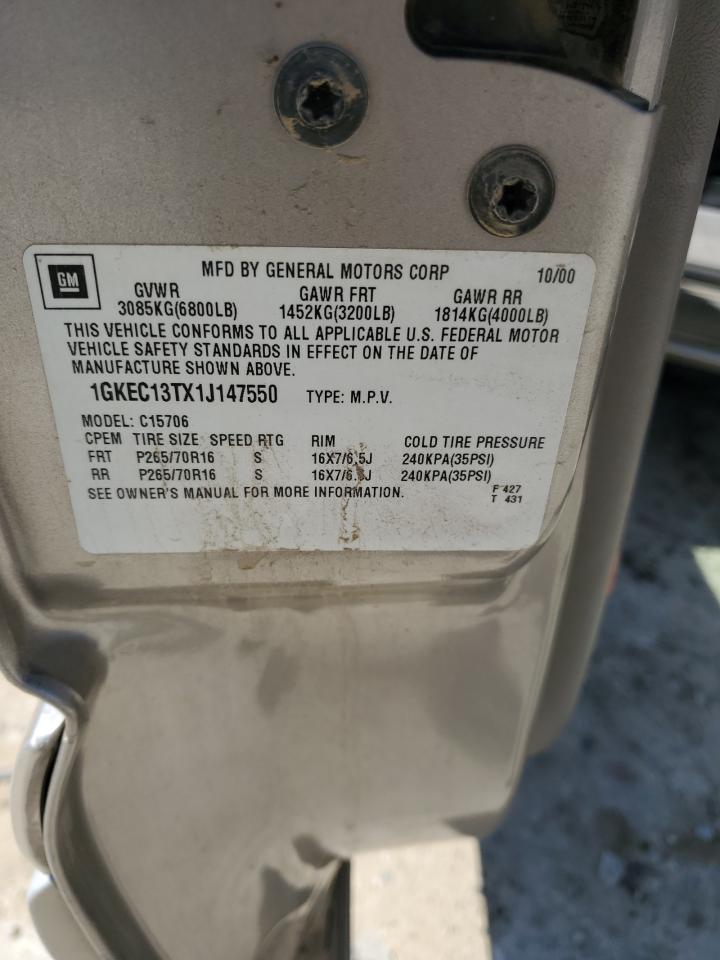 GM
MFD BY GENERAL MOTORS CORP 10/00
GVWR GAWR FRT GAWR RR
3085KG(6800LB) 1452KG(3200LB) 1814KG(4000LB)
THIS VEHICLE CONFORMS TO ALL APPLICABLE U.S. FEDERAL MOTOR
VEHICLE SAFETY STANDARDS IN EFFECT ON THE DATE OF
MANUFACTURE SHOWN ABOVE.
1GKEC13TX1J147550 TYPE: M.P.V.
MODEL: C15706
CPEM TIRE SIZE SPEED RTG RIM COLD TIRE PRESSURE
FRT P265/70R16 S 16X7/6.5J 240KPA(35PSI)
RR P265/70R16 S 16X7/6.5J 240KPA(35PSI)
SEE OWNER'S MANUAL FOR MORE INFORMATION. F 427
T 431